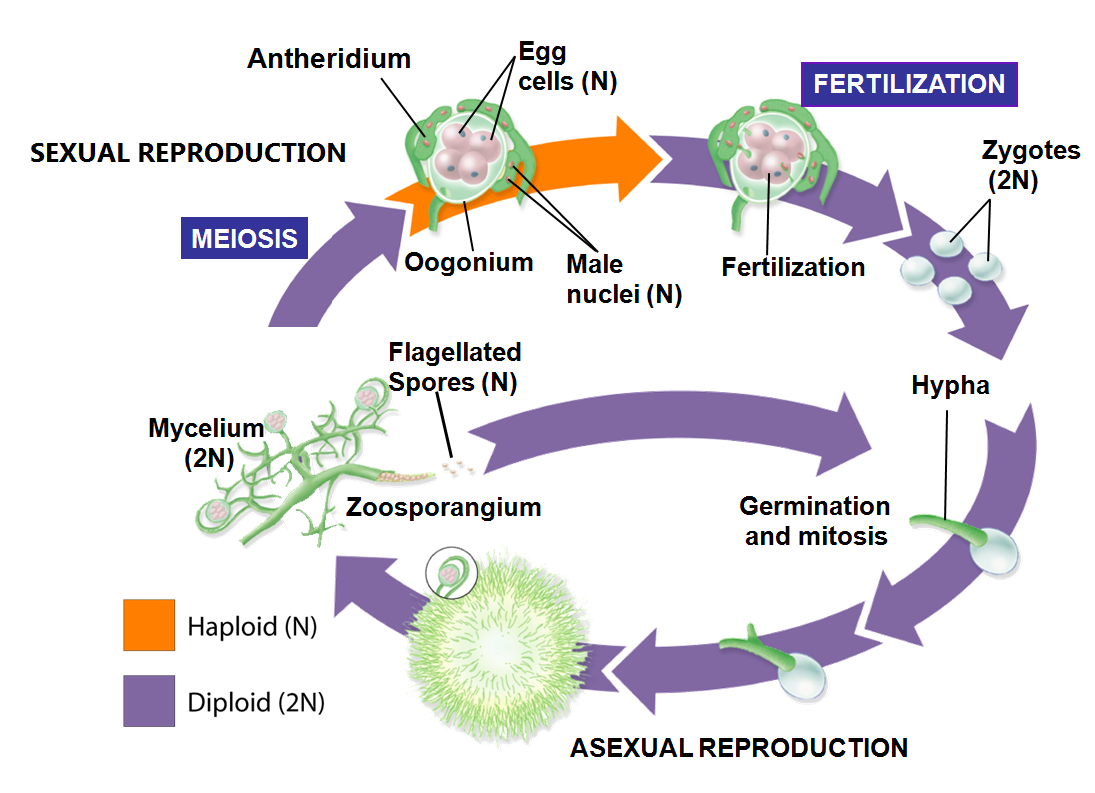 Antheridium
Egg
cells (N)
FERTILIZATION
SEXUAL REPRODUCTION
Zygotes
(2N)
MEIOSIS
Oogonium
Male
nuclei (N)
Fertilization
Flagellated
Spores (N)
Hypha
Mycelium
(2N)
Zoosporangium
Germination
and mitosis
Haploid (N)
Diploid (2N)
ASEXUAL REPRODUCTION